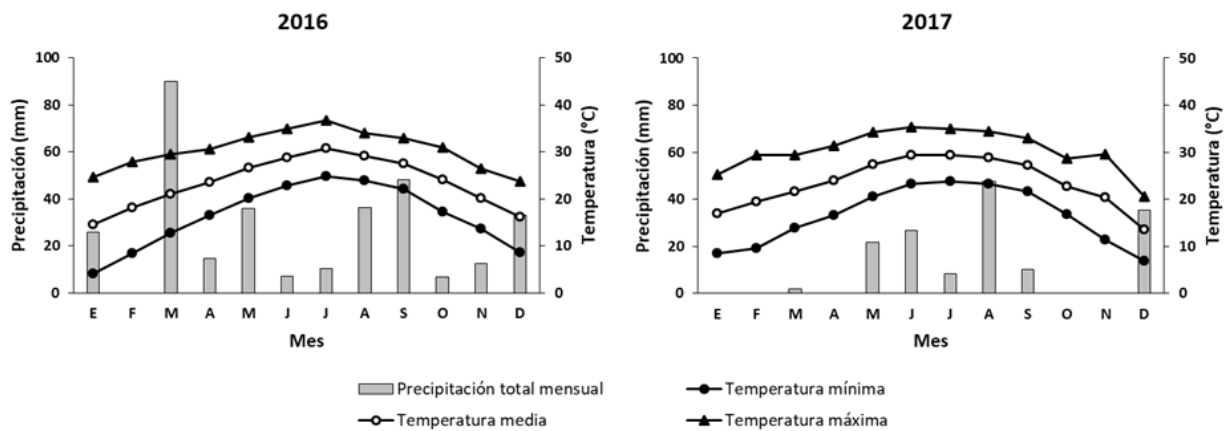 2016
100
80
60
40
20
0
Precipitación (mm)
50
40
30
20
10
0
Temperatura (°C)
E F M A M J J A S O N D
Mes
2017
100
80
60
40
20
0
Precipitación (mm)
50
40
30
20
10
0
Temperatura (°C)
E F M A M J J A S O N D
Mes
Precipitación total mensual
Temperatura mínima
Temperatura media
Temperatura máxima